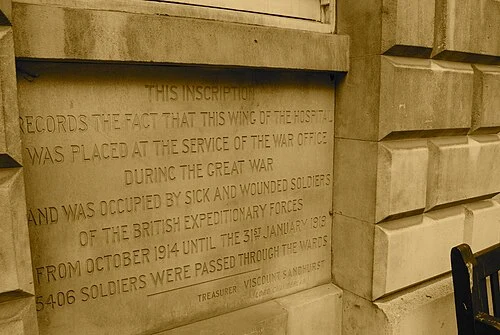 THIS INSCRIPTION
RECORDS THE FACT THAT THIS WING OF THE HOSPITAL
WAS PLACED AT THE SERVICE OF THE WAR OFFICE
DURING THE GREAT WAR
AND WAS OCCUPIED BY SICK AND WOUNDED SOLDIERS
OF THE BRITISH EXPEDITIONARY FORCES
FROM OCTOBER 1914 UNTIL THE 31ST JANUARY 1919
5406 SOLDIERS WERE PASSED THROUGH THE WARDS
TREASURER VISCOUNT SANDHURST